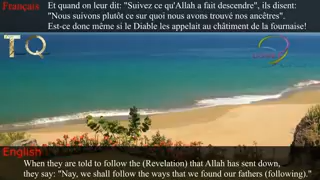 Français :
Et quand on leur dit: "Suivez ce qu'Allah a fait descendre", ils disent:
"Nous suivons plutôt ce sur quoi nous avons trouvé nos ancêtres".
Est-ce donc même si le Diable les appelait au châtiment de la fournaise!
TLQ
English :
When they are told to follow the (Revelation) that Allah has sent down,
they say: "Nay, we shall follow the ways that we found our fathers (following)."